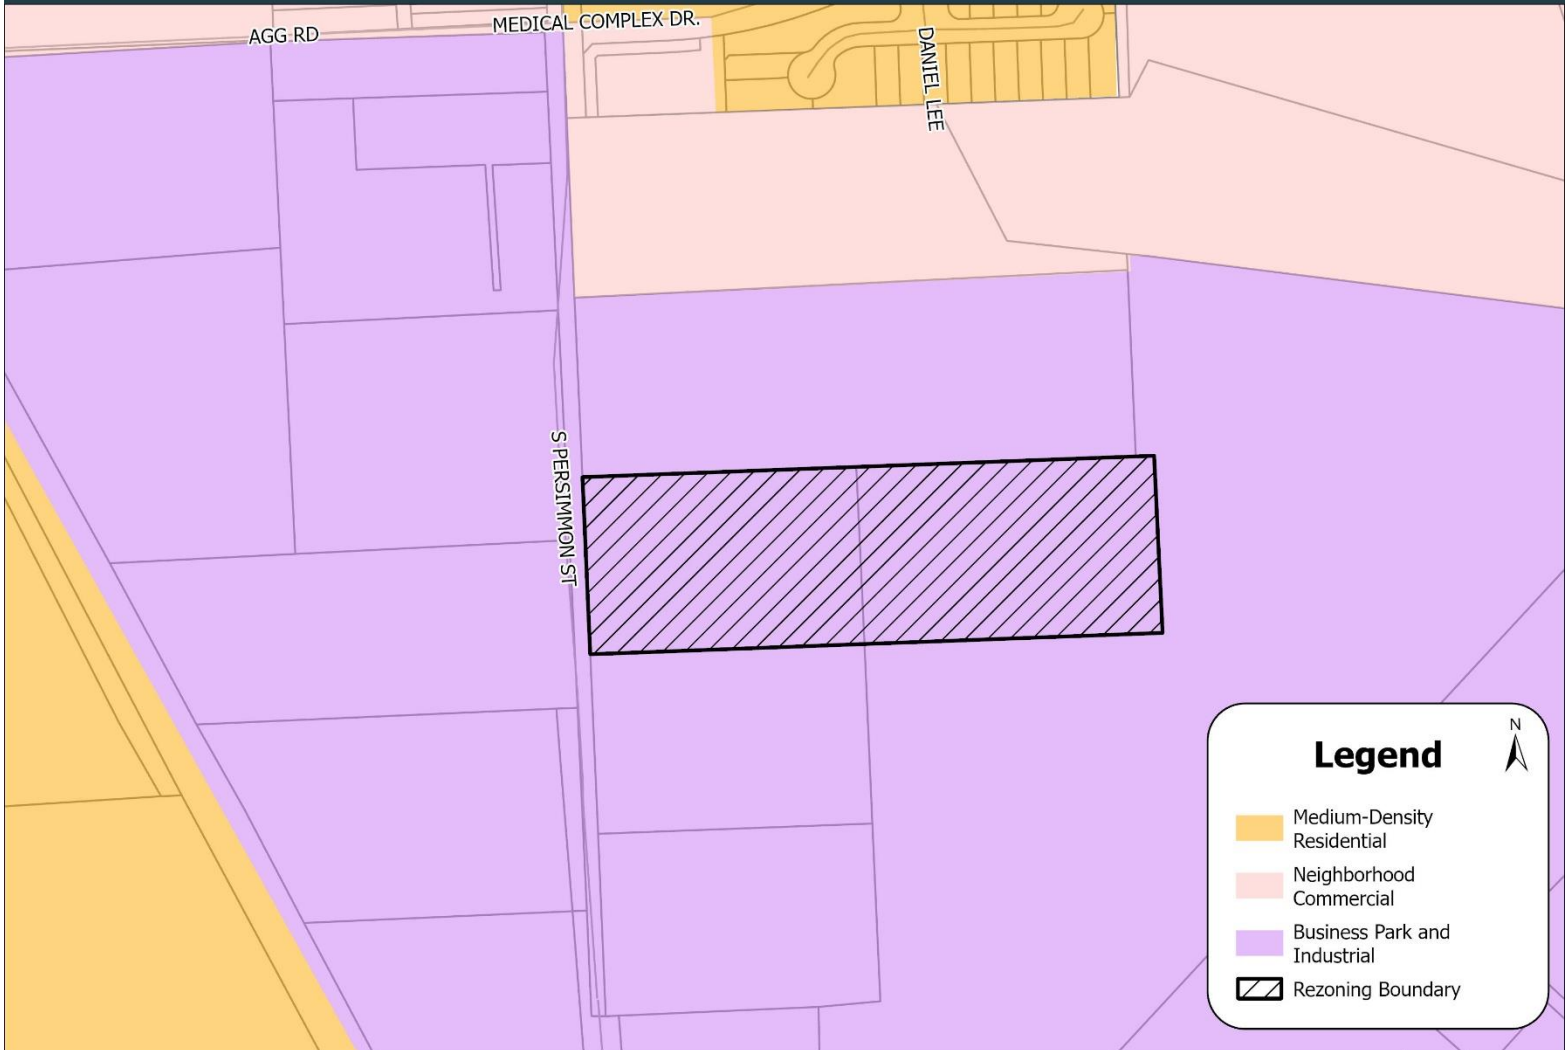 MEDICAL COMPLEX DR.
AGG RD
DANIEL LEE
S PERSIMMON ST
N
Legend
Medium-Density
Residential
Neighborhood
Commercial
Business Park and
Industrial
Rezoning Boundary